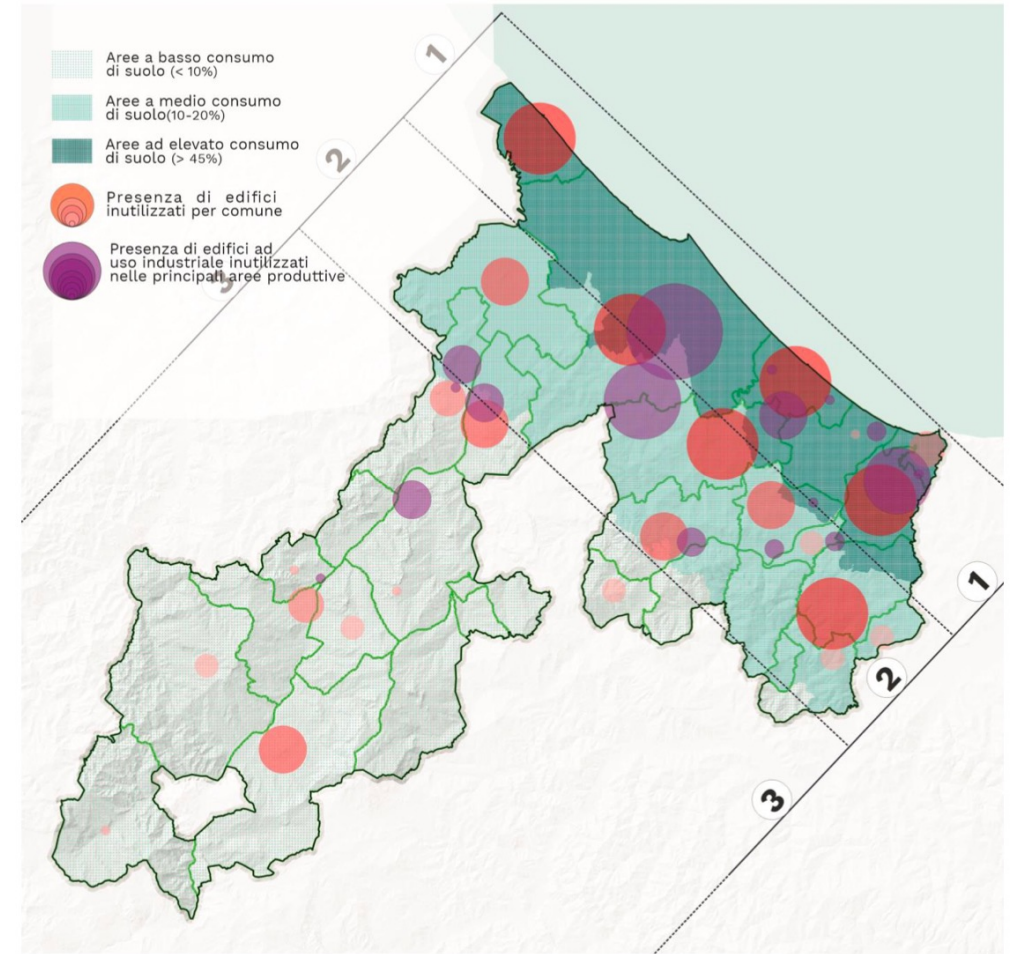 1
Aree a basso consumo
di suolo (< 10%)
Aree a medio consumo
di suolo(10-20%)
2
Aree ad elevato consumo
di suolo (> 45%)
Presenza di edifici
inutilizzati per comune
Presenza di edifici ad
uso industriale inutilizzati
nelle principali aree produttive
3
1
2
3